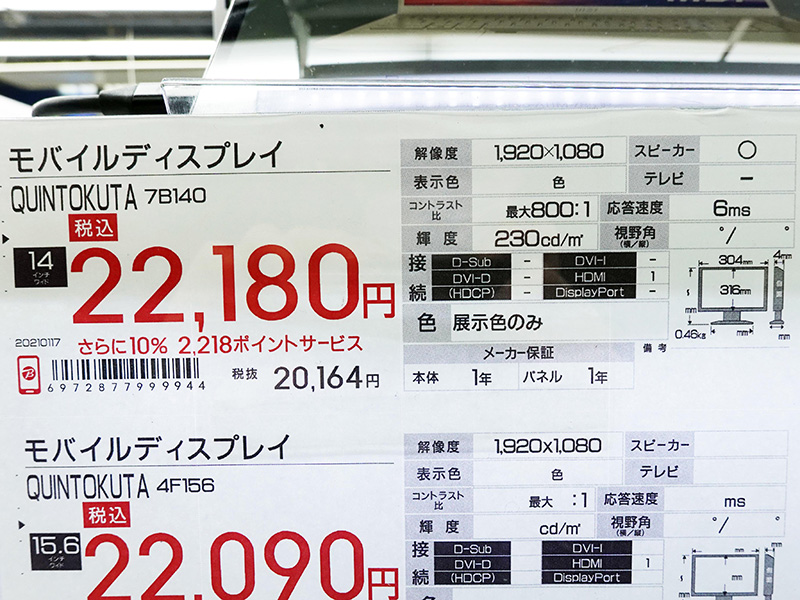 モバイルディスプレイ
QUINTOKUTA 7B140
税込
14
インチ
ワイド
22,180円
20210117 さらに10% 2,218ポイントサービス
6972877999944
税抜 20,164円
解像度 1,920×1,080 スピーカー ○
表示色 色 テレビ −
コントラスト比 最大800:1 応答速度 6ms
輝度 230cd/㎡ 視野角(横/縦) °/ °
接続
D-Sub − DVI-I −
DVI-D − HDMI 1
(HDCP) − DisplayPort −
色 展示色のみ
304mm 4mm
316mm
mm
0.46kg mm mm
メーカー保証
備考
本体 1年 パネル 1年
モバイルディスプレイ
QUINTOKUTA 4F156
税込
15.6
インチ
ワイド
22,090円
解像度 1,920x1,080 スピーカー
表示色 色 テレビ
コントラスト比 最大 :1 応答速度 ms
輝度 cd/㎡ 視野角(横/縦) °/ °
接続
D-Sub DVI-I
DVI-D HDMI 1
(HDCP) DisplayPort
mm mm
mm